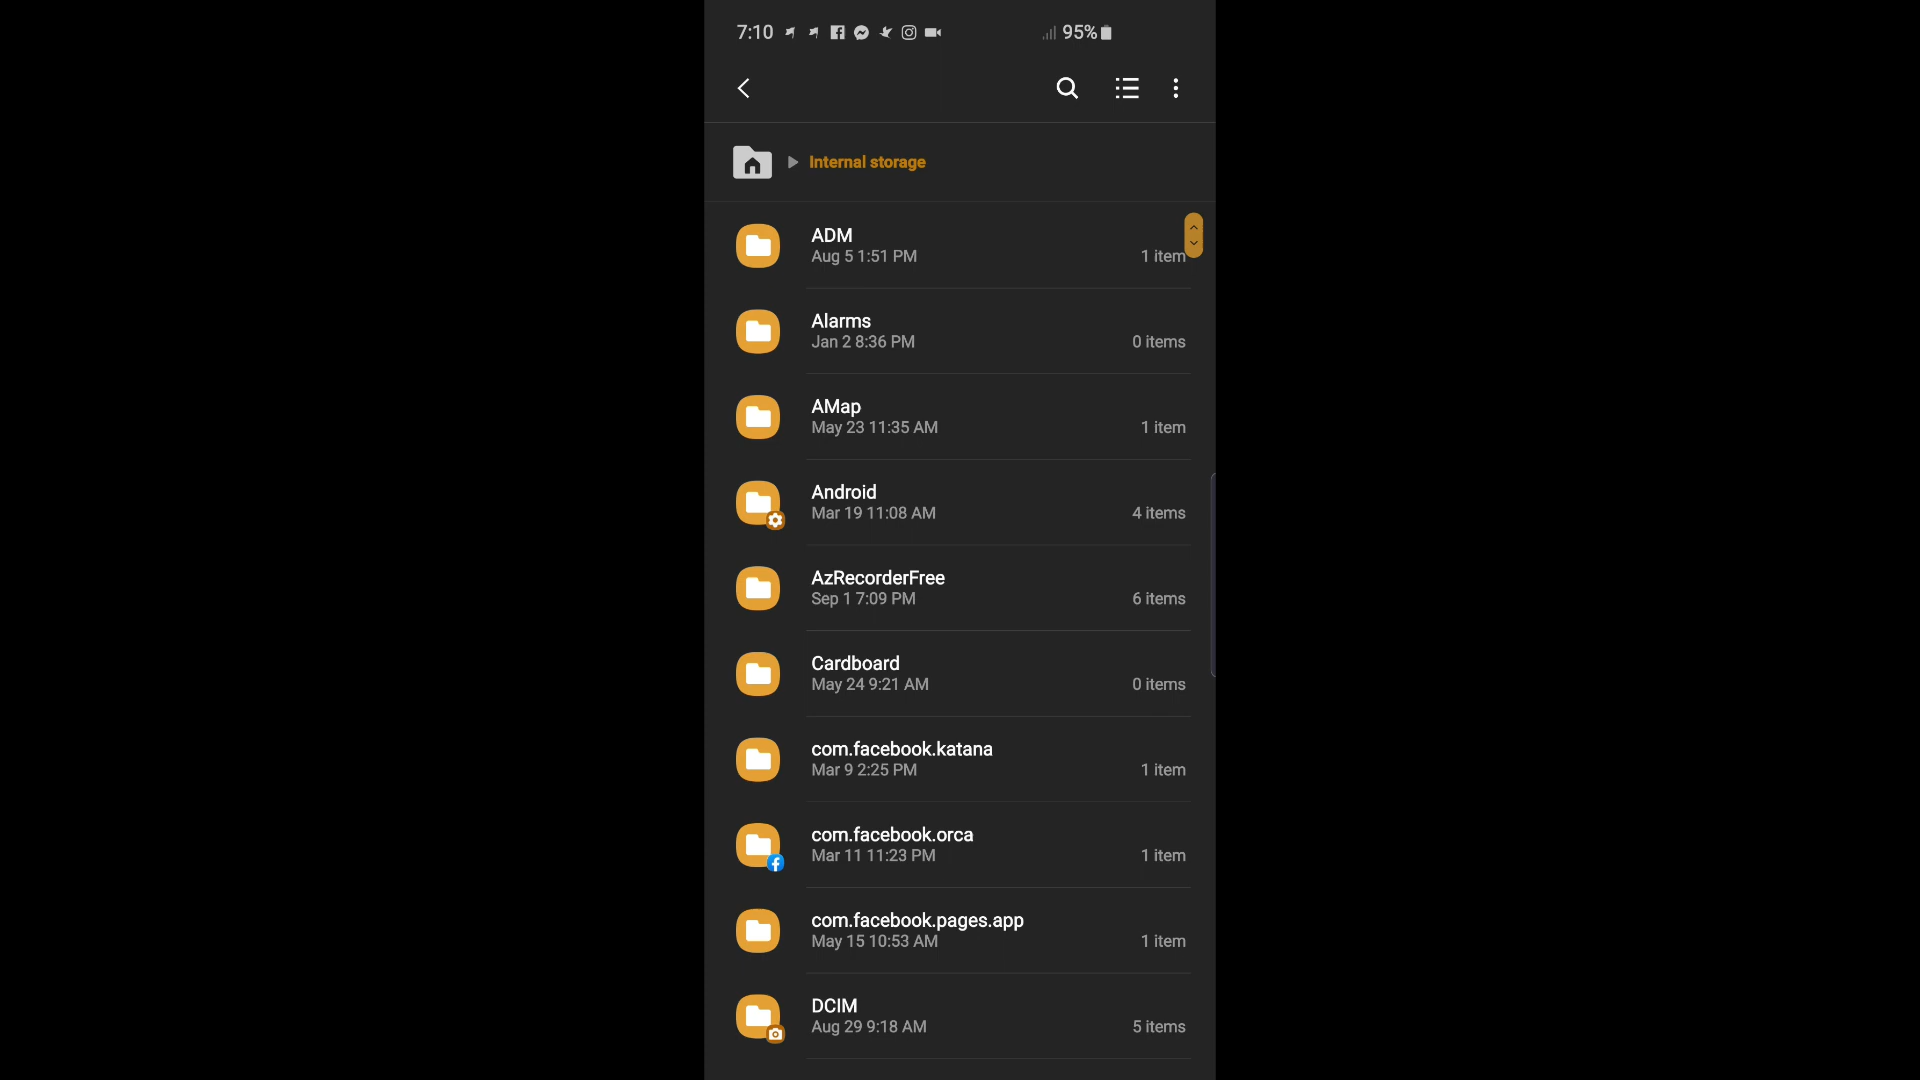 7:10 95%
Internal storage
ADM
Aug 5 1:51 PM 1 item
Alarms
Jan 2 8:36 PM 0 items
AMap
May 23 11:35 AM 1 item
Android
Mar 19 11:08 AM 4 items
AzRecorderFree
Sep 1 7:09 PM 6 items
Cardboard
May 24 9:21 AM 0 items
com.facebook.katana
Mar 9 2:25 PM 1 item
com.facebook.orca
Mar 11 11:23 PM 1 item
com.facebook.pages.app
May 15 10:53 AM 1 item
DCIM
Aug 29 9:18 AM 5 items